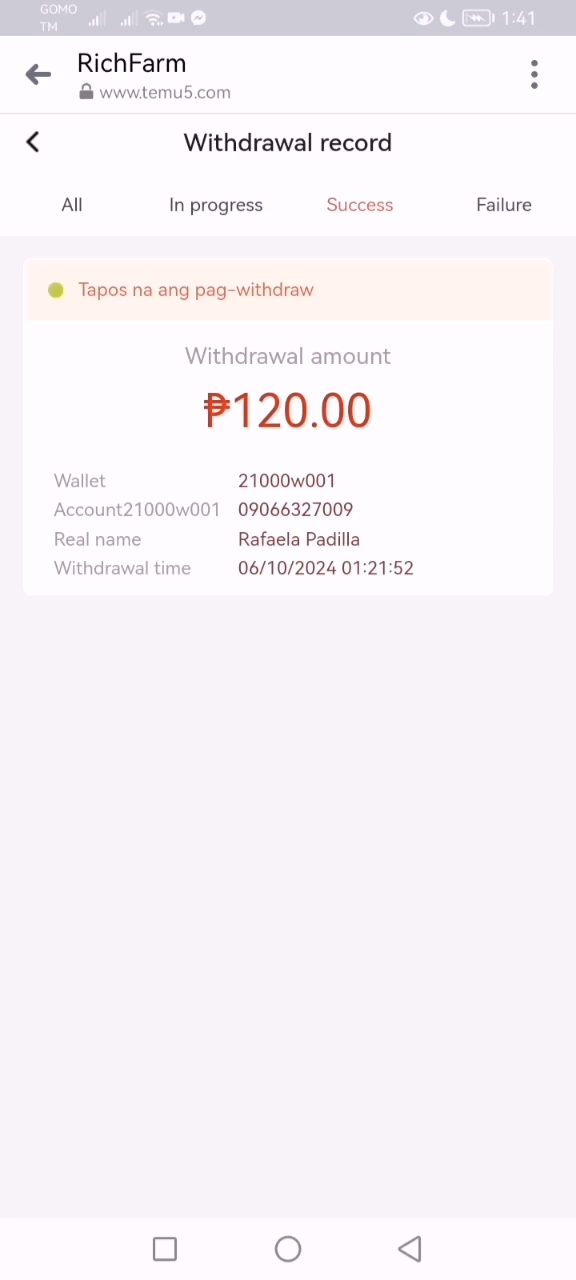 GOMO
TM
1:41
RichFarm
www.temu5.com
Withdrawal record
All In progress Success Failure
Tapos na ang pag-withdraw
Withdrawal amount
₱120.00
Wallet 21000w001
Account21000w001 09066327009
Real name Rafaela Padilla
Withdrawal time 06/10/2024 01:21:52